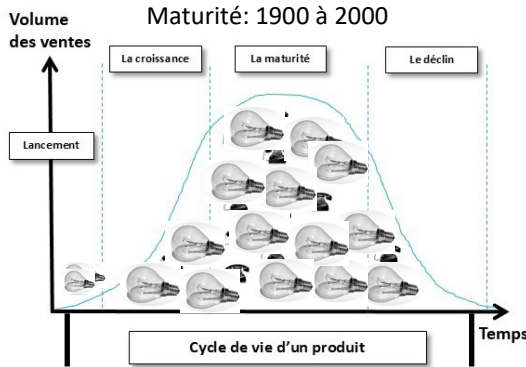 Maturité: 1900 à 2000
Volume
des ventes
La croissance
La maturité
Le déclin
Lancement
Temps
Cycle de vie d'un produit